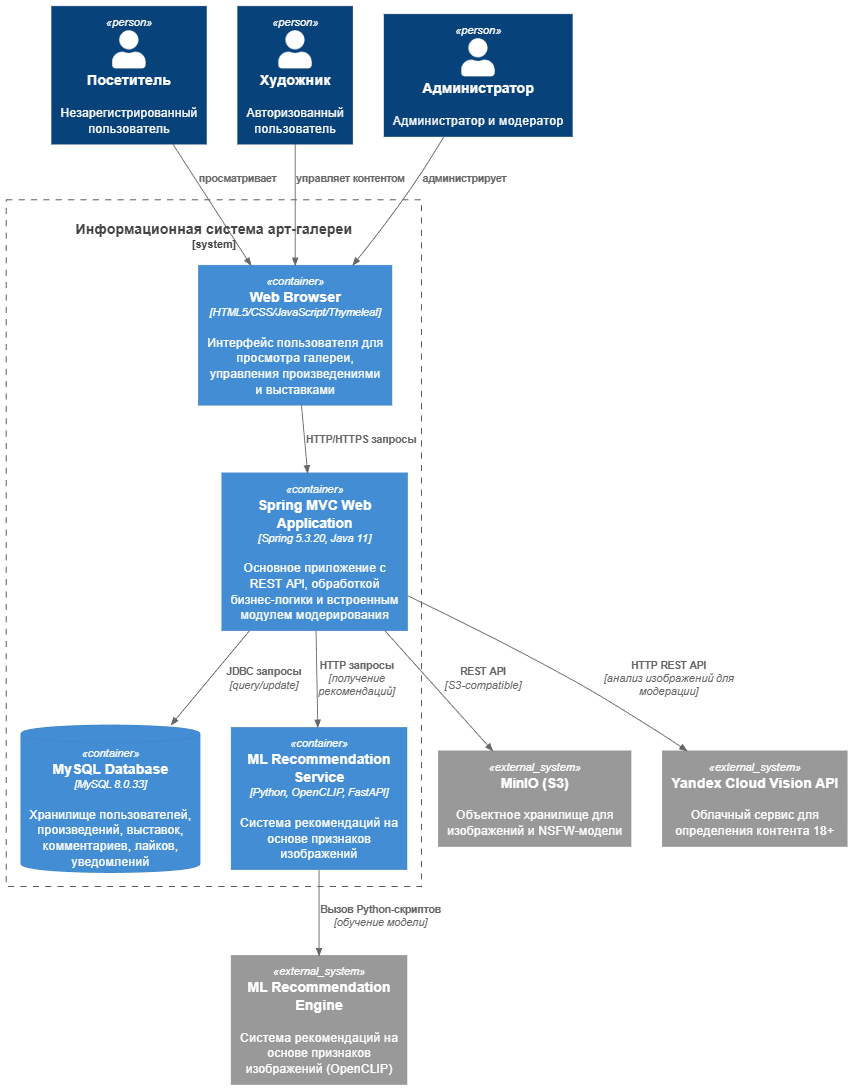 «person»
Посетитель
Незарегистрированный
пользователь
«person»
Художник
Авторизованный
пользователь
«person»
Администратор
Администратор и модератор
просматривает
управляет контентом
администрирует
Информационная система арт-галереи
[system]
«container»
Web Browser
[HTML5/CSS/JavaScript/Thymeleaf]
Интерфейс пользователя для
просмотра галереи,
управления произведениями
и выставками
HTTP/HTTPS запросы
«container»
Spring MVC Web
Application
[Spring 5.3.20, Java 11]
Основное приложение с
REST API, обработкой
бизнес-логики и встроенным
модулем модерирования
JDBC запросы
[query/update]
HTTP запросы
[получение
рекомендаций]
REST API
[S3-compatible]
HTTP REST API
[анализ изображений для
модерации]
«container»
MySQL Database
[MySQL 8.0.33]
Хранилище пользователей,
произведений, выставок,
комментариев, лайков,
уведомлений
«container»
ML Recommendation
Service
[Python, OpenCLIP, FastAPI]
Система рекомендаций на
основе признаков
изображений
«external_system»
MinIO (S3)
Объектное хранилище для
изображений и NSFW-модели
«external_system»
Yandex Cloud Vision API
Облачный сервис для
определения контента 18+
Вызов Python-скриптов
[обучение модели]
«external_system»
ML Recommendation
Engine
Система рекомендаций на
основе признаков
изображений (OpenCLIP)